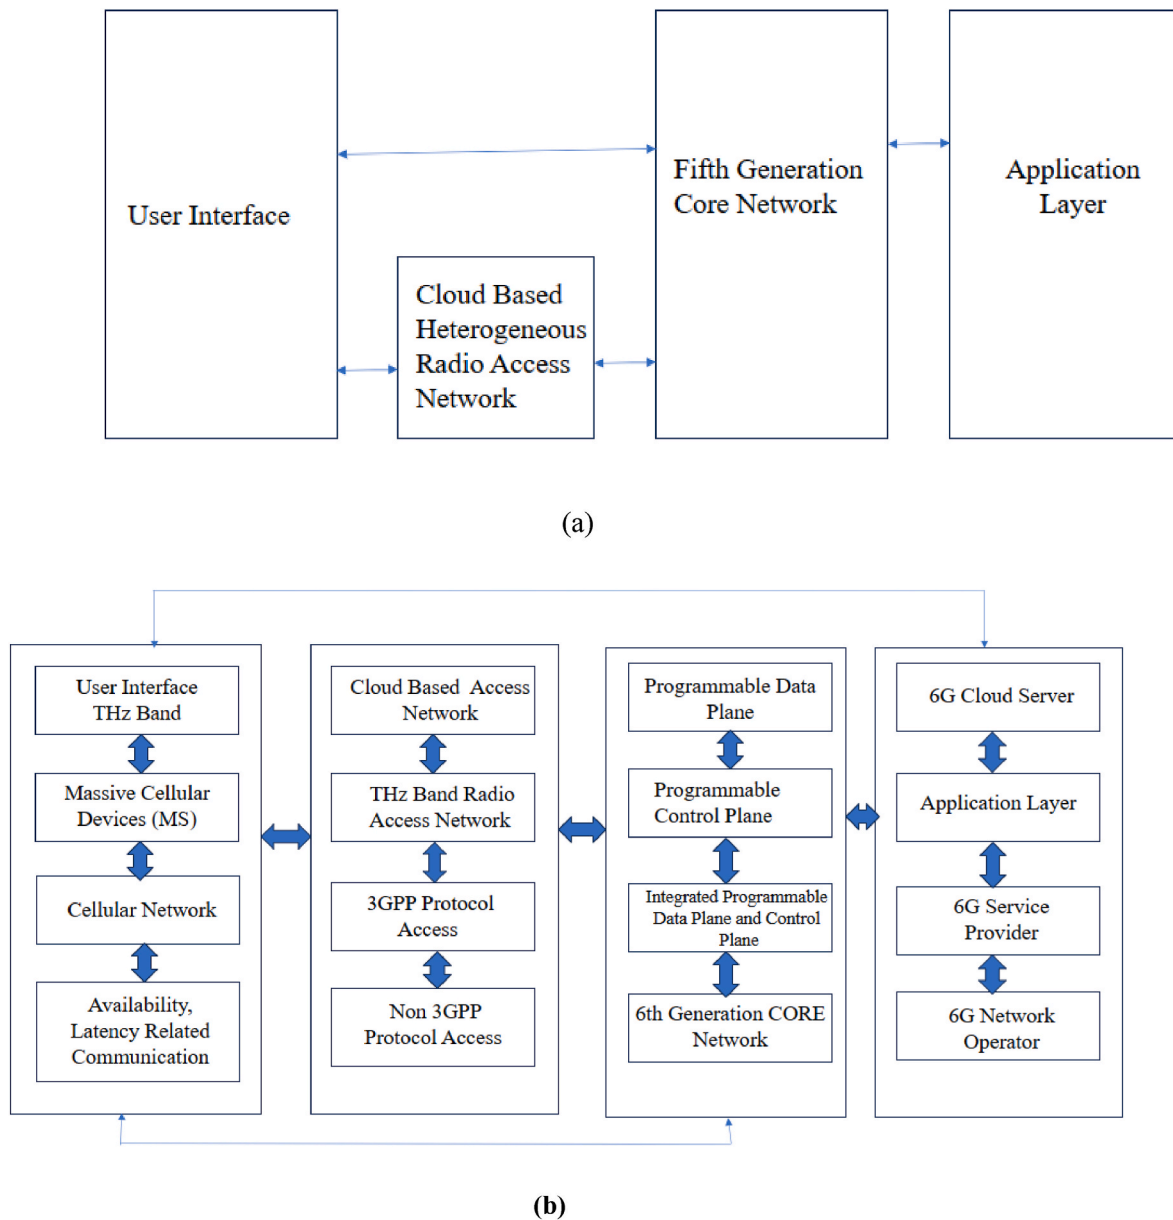 User Interface
Cloud Based
Heterogeneous
Radio Access
Network
Fifth Generation
Core Network
Application
Layer
(a)
User Interface
THz Band
Massive Cellular
Devices (MS)
Cellular Network
Availability,
Latency Related
Communication
Cloud Based Access
Network
THz Band Radio
Access Network
3GPP Protocol
Access
Non 3GPP
Protocol Access
Programmable Data
Plane
Programmable
Control Plane
Integrated Programmable
Data Plane and Control
Plane
6th Generation CORE
Network
6G Cloud Server
Application Layer
6G Service
Provider
6G Network
Operator
(b)